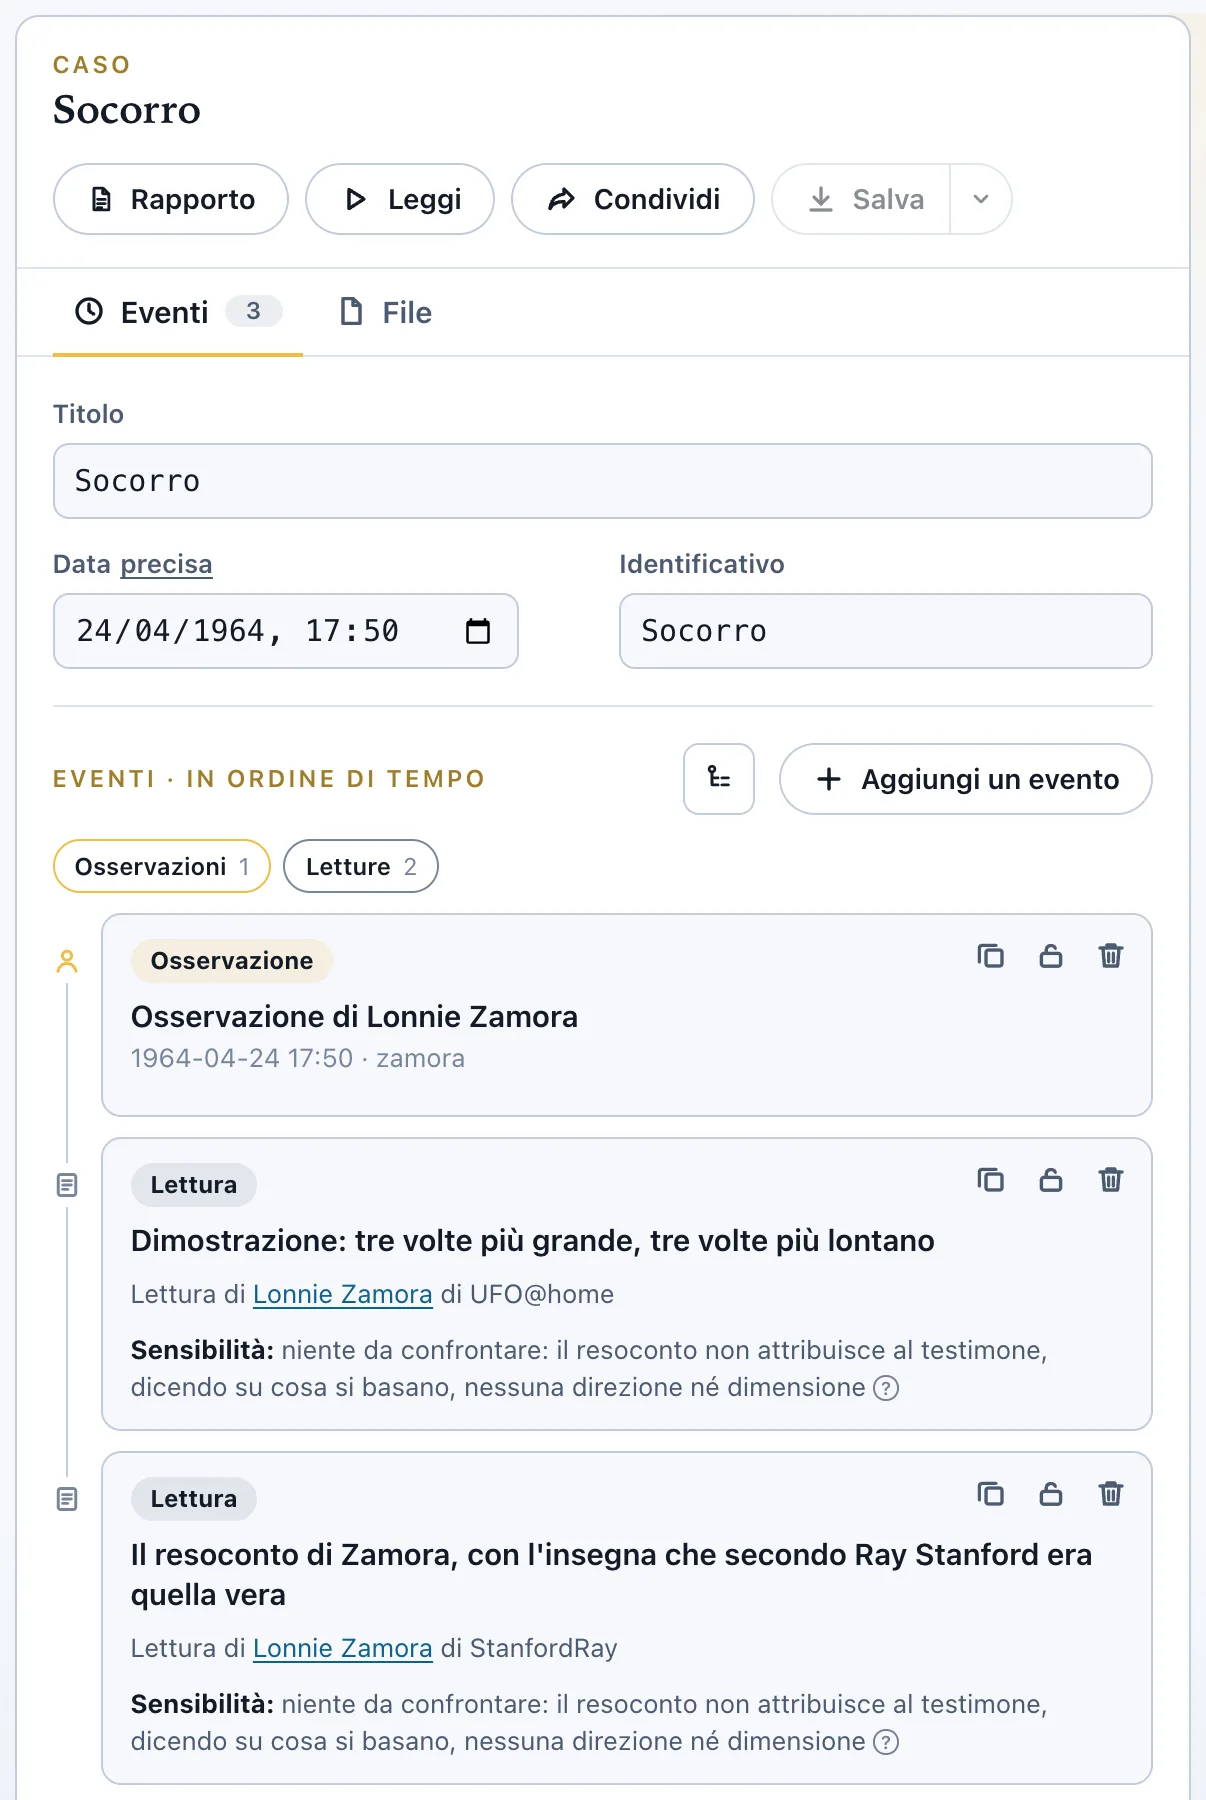 CASO
Socorro
Rapporto
Leggi
Condividi
Salva
Eventi 3
File
Titolo
Socorro
Data precisa
Identificativo
24/04/1964, 17:50
Socorro
EVENTI · IN ORDINE DI TEMPO
Aggiungi un evento
Osservazioni 1
Letture 2
Osservazione
Osservazione di Lonnie Zamora
1964-04-24 17:50 · zamora
Lettura
Dimostrazione: tre volte più grande, tre volte più lontano
Lettura di Lonnie Zamora di UFO@home
Sensibilità: niente da confrontare: il resoconto non attribuisce al testimone,
dicendo su cosa si basano, nessuna direzione né dimensione ?
Lettura
Il resoconto di Zamora, con l'insegna che secondo Ray Stanford era
quella vera
Lettura di Lonnie Zamora di StanfordRay
Sensibilità: niente da confrontare: il resoconto non attribuisce al testimone,
dicendo su cosa si basano, nessuna direzione né dimensione ?